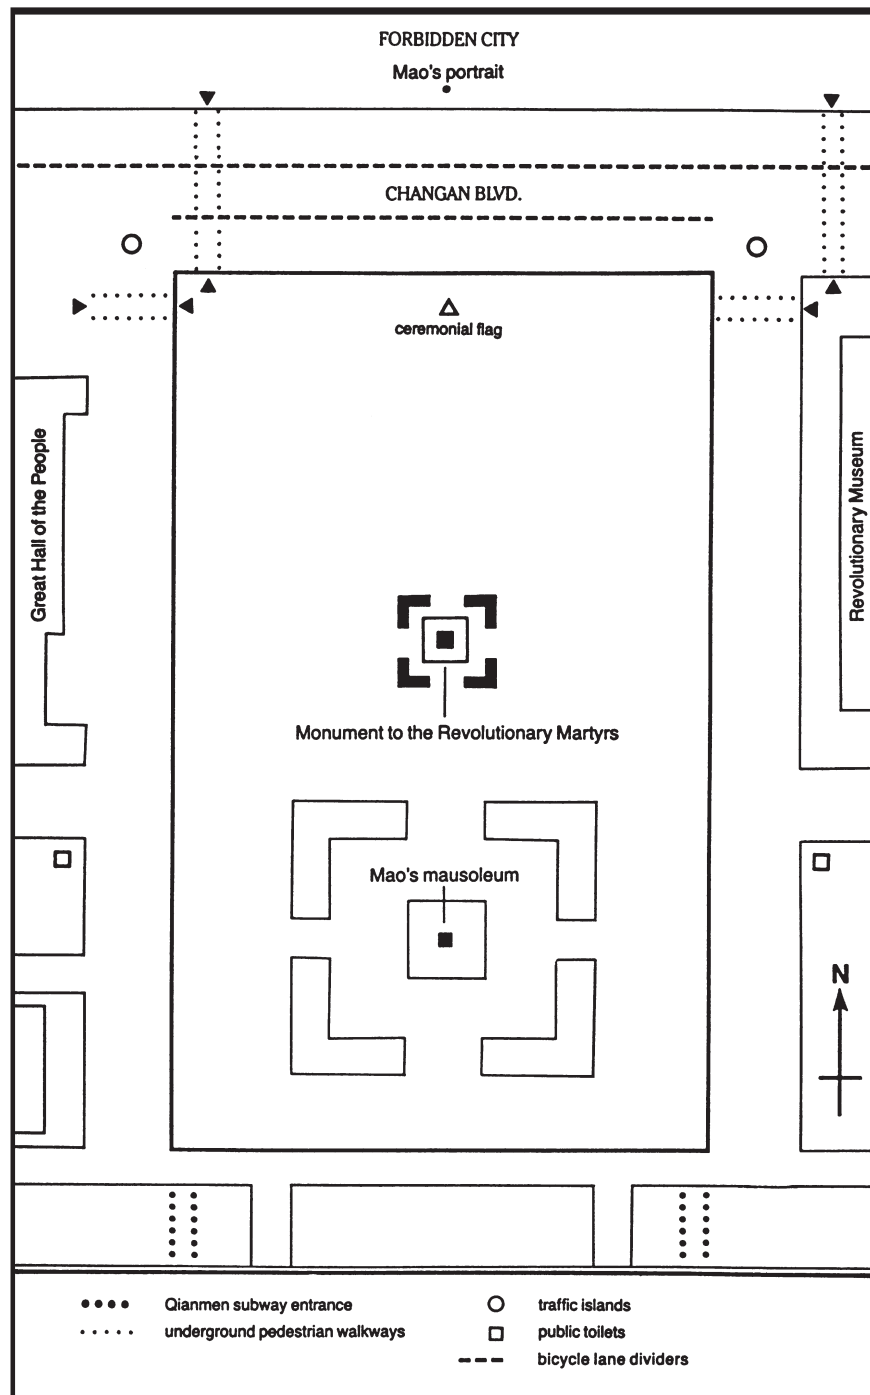 FORBIDDEN CITY
Mao's portrait
CHANGAN BLVD.
ceremonial flag
Great Hall of the People
Revolutionary Museum
Monument to the Revolutionary Martyrs
Mao's mausoleum
N
Qianmen subway entrance
underground pedestrian walkways
traffic islands
public toilets
bicycle lane dividers